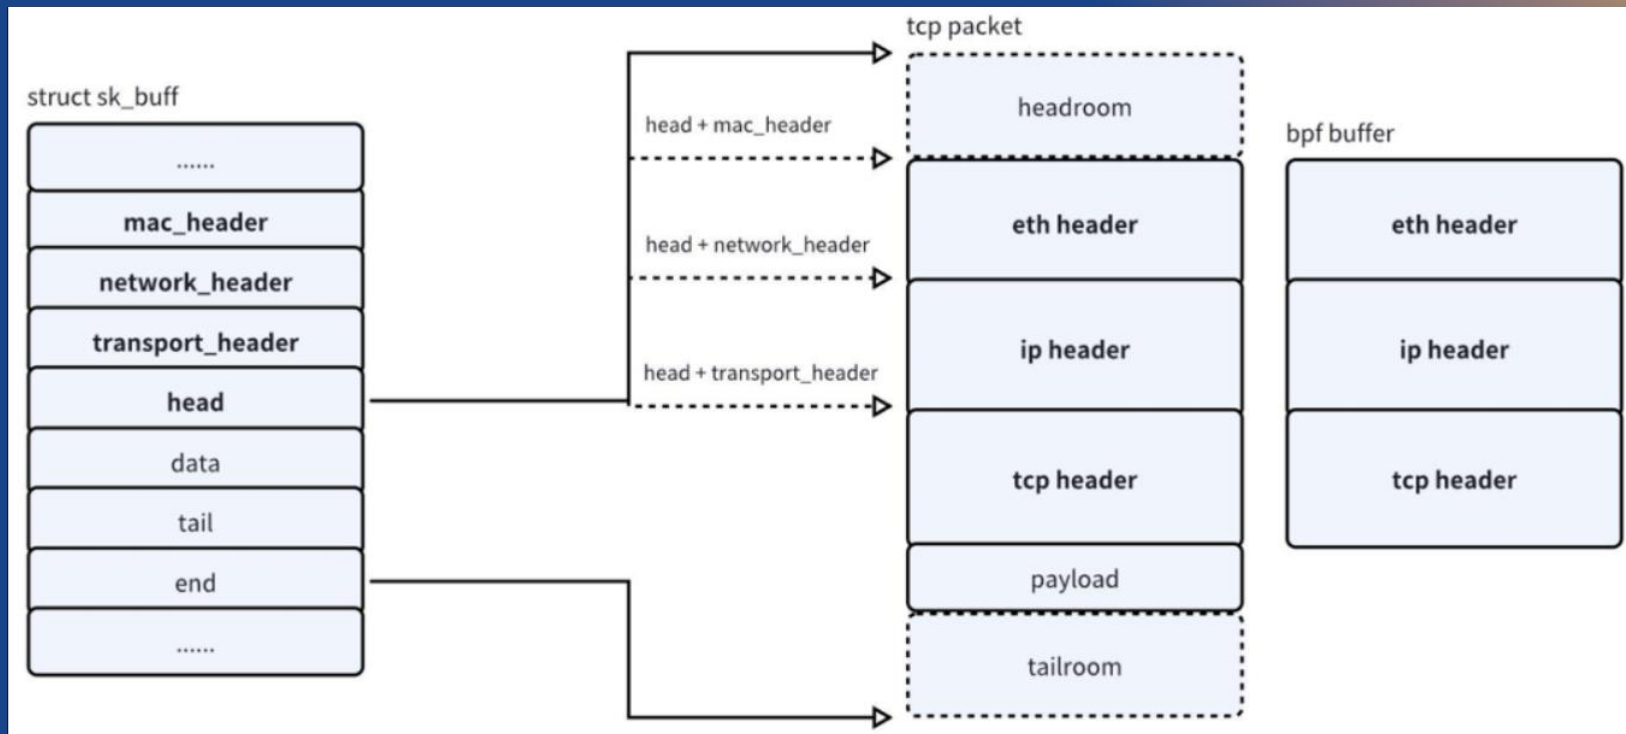 struct sk_buff
......
mac_header
network_header
transport_header
head
data
tail
end
......
head + mac_header
head + network_header
head + transport_header
tcp packet
headroom
eth header
ip header
tcp header
payload
tailroom
bpf buffer
eth header
ip header
tcp header